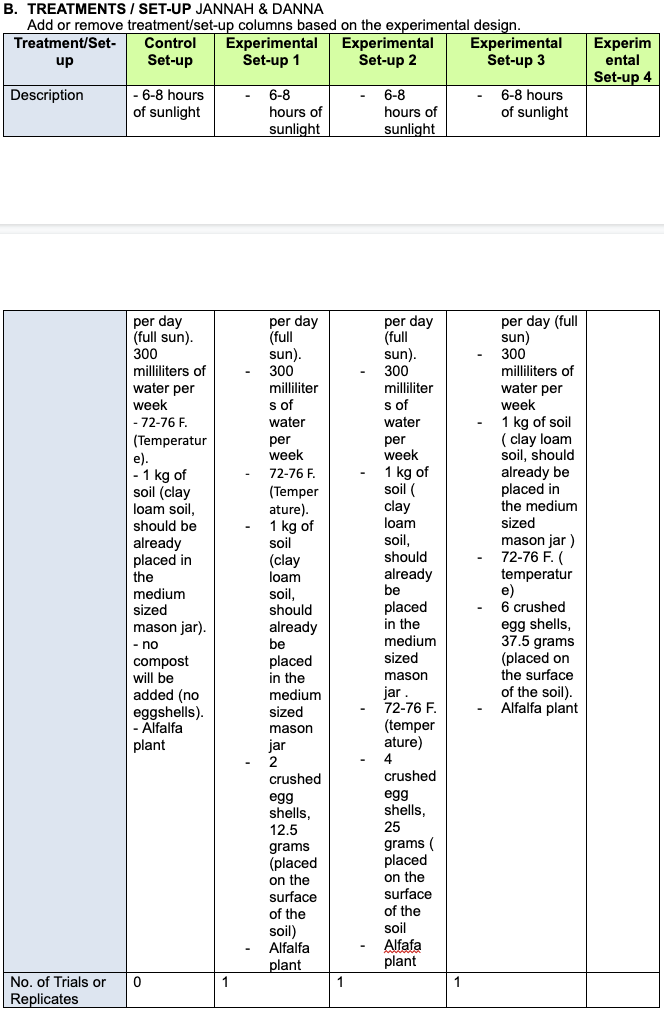 B. TREATMENTS / SET-UP JANNAH & DANNA
Add or remove treatment/set-up columns based on the experimental design.
Treatment/Set-
up
Control
Set-up
Experimental
Set-up 1
Experimental
Set-up 2
Experimental
Set-up 3
Experim
ental
Set-up 4
Description
- 6-8 hours
of sunlight
- 6-8
hours of
sunlight
- 6-8
hours of
sunlight
- 6-8 hours
of sunlight
per day
(full sun).
300
milliliters of
water per
week
- 72-76 F.
(Temperatur
e).
- 1 kg of
soil (clay
loam soil,
should be
already
placed in
the
medium
sized
mason jar).
- no
compost
will be
added (no
eggshells).
- Alfalfa
plant
per day
(full
sun).
- 300
milliliter
s of
water
per
week
- 72-76 F.
(Temper
ature).
- 1 kg of
soil
(clay
loam
soil,
should
already
be
placed
in the
medium
sized
mason
jar
- 2
crushed
egg
shells,
12.5
grams
(placed
on the
surface
of the
soil)
- Alfalfa
plant
per day
(full
sun).
- 300
milliliter
s of
water
per
week
- 1 kg of
soil (
clay
loam
soil,
should
already
be
placed
in the
medium
sized
mason
jar .
- 72-76 F.
(temper
ature)
- 4
crushed
egg
shells,
25
grams (
placed
on the
surface
of the
soil
- Alfafa
plant
per day (full
sun)
- 300
milliliters of
water per
week
- 1 kg of soil
( clay loam
soil, should
already be
placed in
the medium
sized
mason jar )
- 72-76 F. (
temperatur
e)
- 6 crushed
egg shells,
37.5 grams
(placed on
the surface
of the soil).
- Alfalfa plant
No. of Trials or
Replicates
0
1
1
1